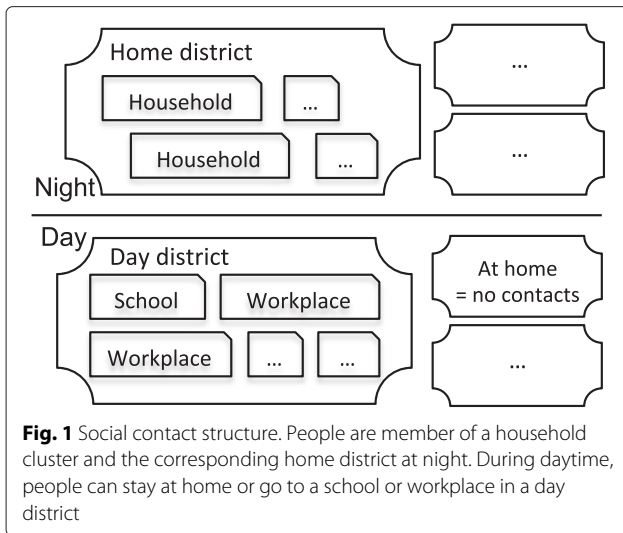 Home district
Household
...
Household
...
Night
...
...
Day
Day district
School
Workplace
Workplace
...
...
At home
= no contacts
...
Fig. 1 Social contact structure. People are member of a household
cluster and the corresponding home district at night. During daytime,
people can stay at home or go to a school or workplace in a day
district